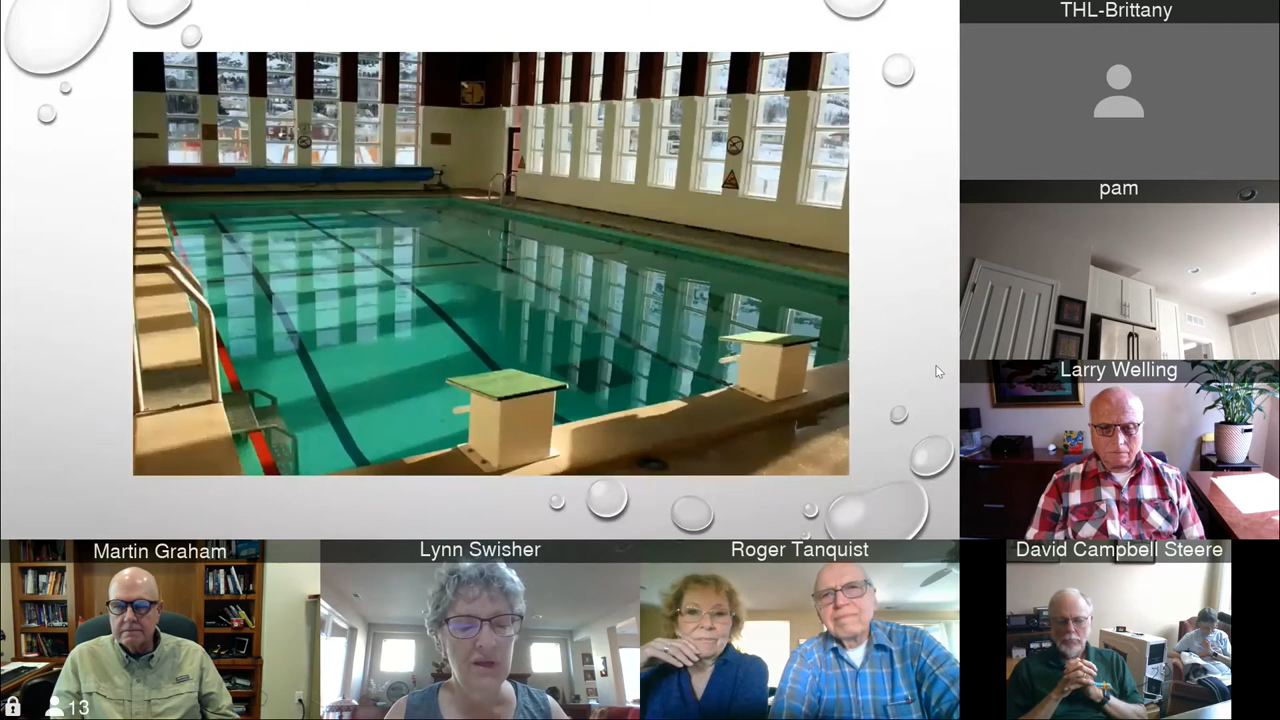 THL-Brittany
pam
Larry Welling
Martin Graham
Lynn Swisher
Roger Tanquist
David Campbell Steere
13